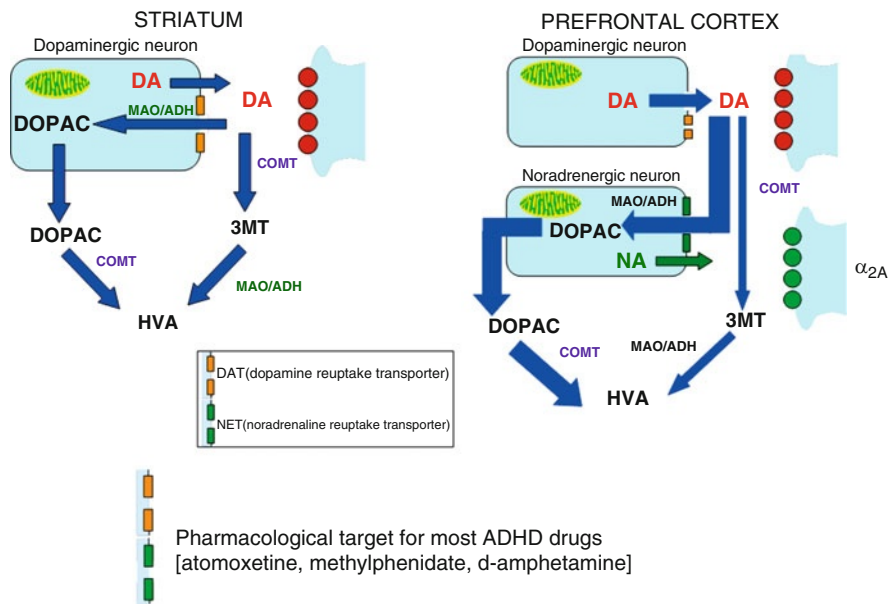 STRIATUM
Dopaminergic neuron
DA
DA
MAO/ADH
DOPAC
COMT
DOPAC
3MT
COMT
MAO/ADH
HVA
PREFRONTAL CORTEX
Dopaminergic neuron
DA
DA
COMT
Noradrenergic neuron
MAO/ADH
DOPAC
NA
α2A
DOPAC
3MT
COMT
MAO/ADH
HVA
DAT(dopamine reuptake transporter)
NET(noradrenaline reuptake transporter)
Pharmacological target for most ADHD drugs
[atomoxetine, methylphenidate, d-amphetamine]